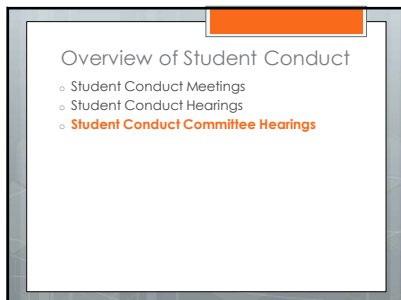 Overview of Student Conduct
Student Conduct Meetings
Student Conduct Hearings
Student Conduct Committee Hearings